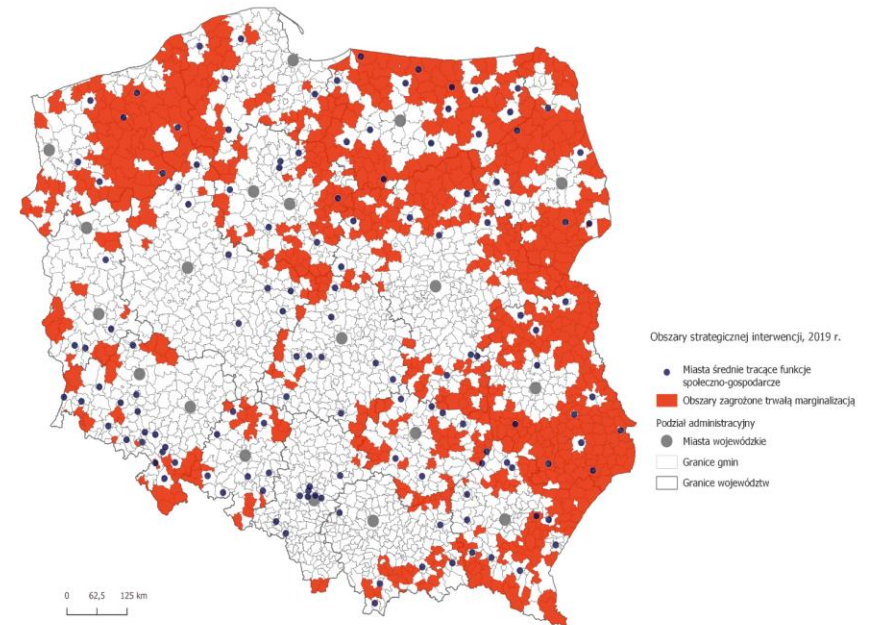 Obszary strategicznej interwencji, 2019 r.
Miasta średnie tracące funkcje
społeczno-gospodarcze
Obszary zagrożone trwałą marginalizacją
Podział administracyjny
Miasta wojewódzkie
Granice gmin
Granice województw
0 62,5 125 km